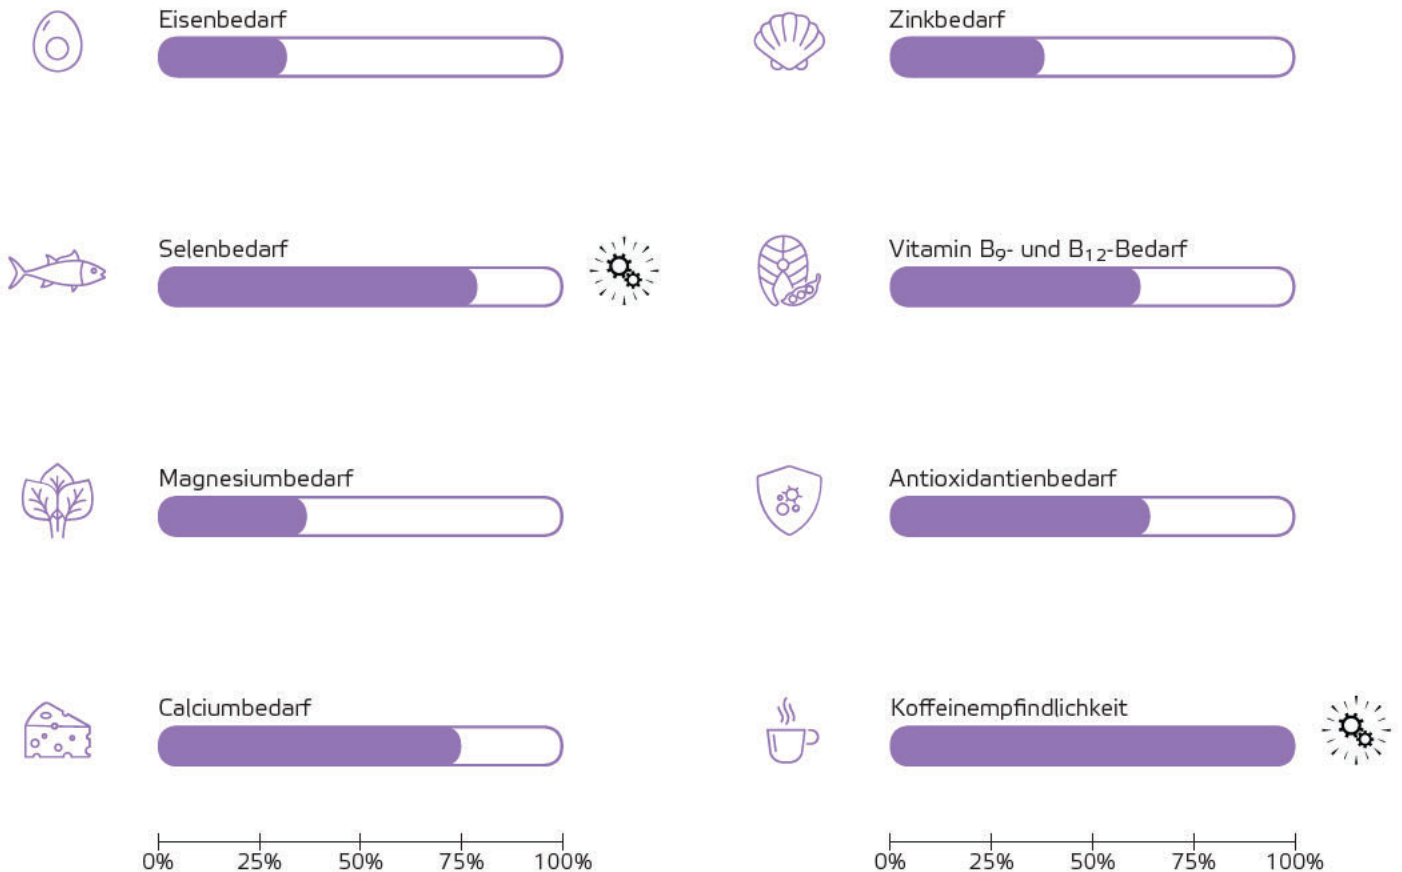 Eisenbedarf
Zinkbedarf
Selenbedarf
Vitamin B₉- und B₁₂-Bedarf
Magnesiumbedarf
Antioxidantienbedarf
Calciumbedarf
Koffeinempfindlichkeit
0% 25% 50% 75% 100%
0% 25% 50% 75% 100%